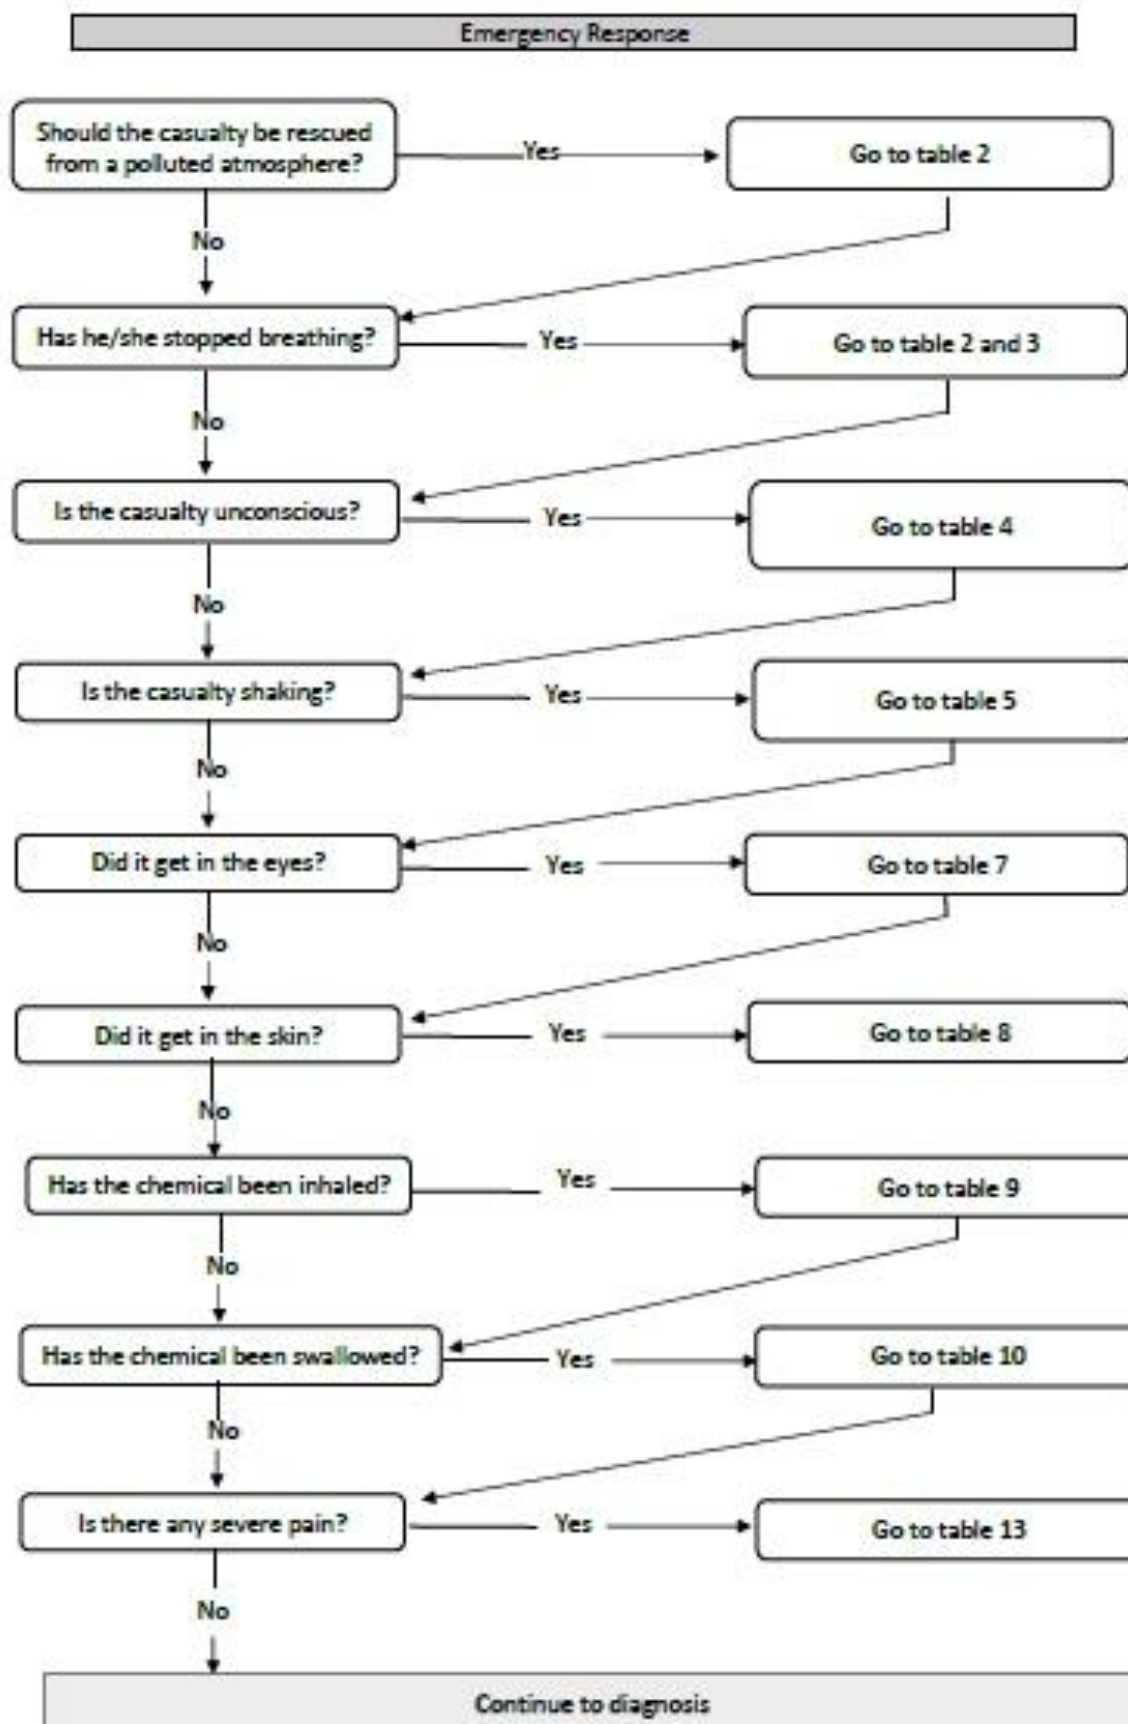 Emergency Response
Should the casualty be rescued
from a polluted atmosphere?
Yes
Go to table 2
No
Has he/she stopped breathing?
Yes
Go to table 2 and 3
No
Is the casualty unconscious?
Yes
Go to table 4
No
Is the casualty shaking?
Yes
Go to table 5
No
Did it get in the eyes?
Yes
Go to table 7
No
Did it get in the skin?
Yes
Go to table 8
No
Has the chemical been inhaled?
Yes
Go to table 9
No
Has the chemical been swallowed?
Yes
Go to table 10
No
Is there any severe pain?
Yes
Go to table 13
No
Continue to diagnosis